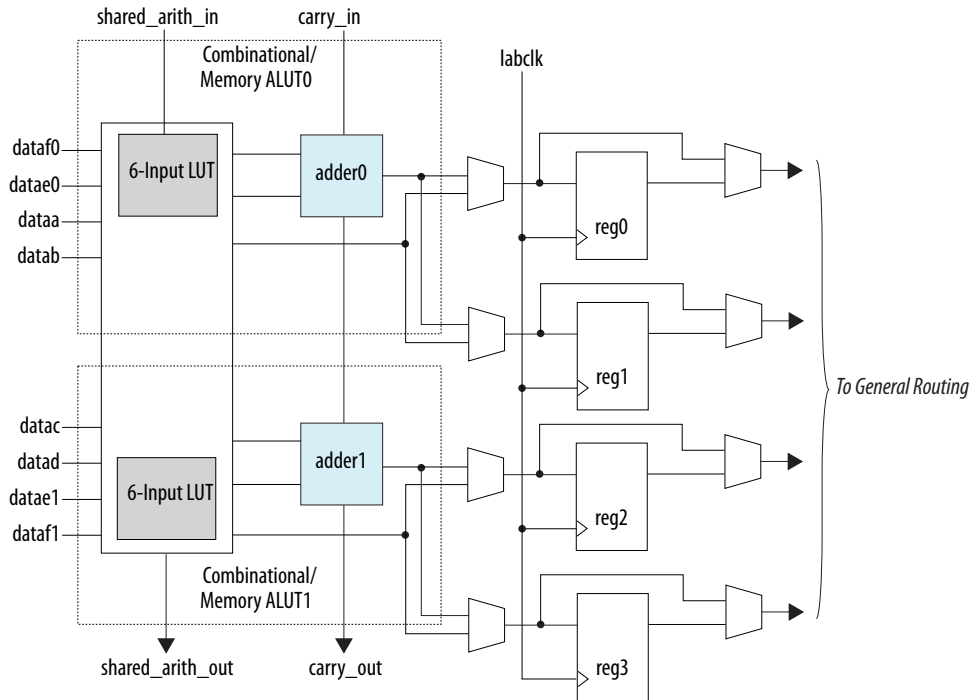 shared_arith_in
carry_in
Combinational/
Memory ALUT0
labclk
dataf0
datae0
dataa
datab
6-Input LUT
adder0
reg0
reg1
To General Routing
datac
datad
datae1
dataf1
6-Input LUT
adder1
reg2
Combinational/
Memory ALUT1
reg3
shared_arith_out
carry_out